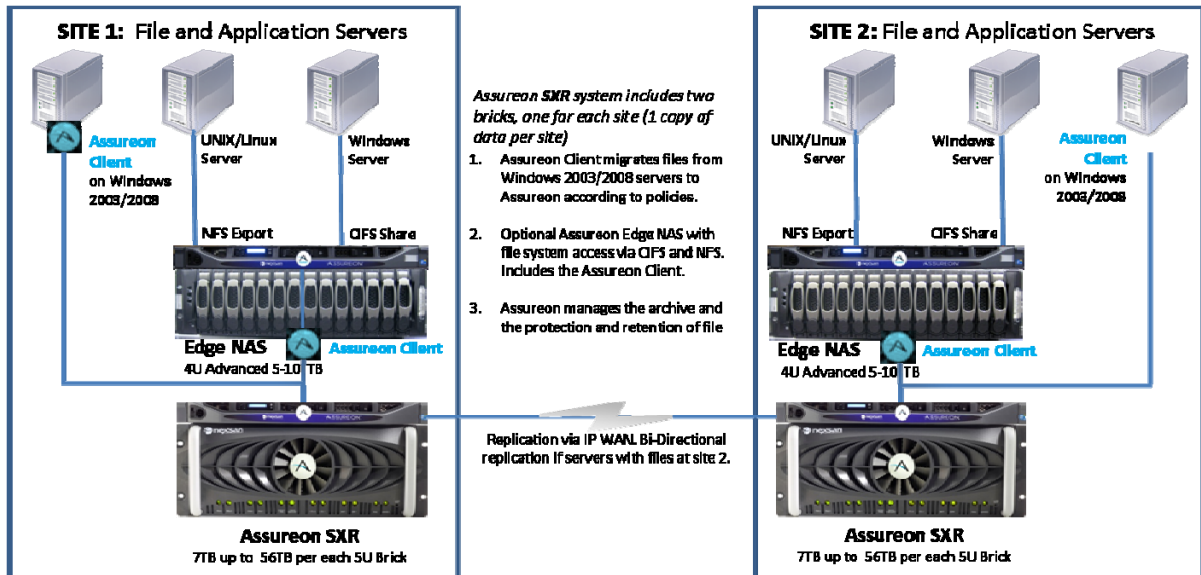 SITE 1: File and Application Servers
Assureon
Client
on Windows
2003/2008
UNIX/Linux
Server
Windows
Server
NFS Export
CIFS Share
ASSUREON
Edge NAS
Assureon Client
4U Advanced 5-10 TB
nexsan
ASSUREON
nexsan
Assureon SXR
7TB up to 56TB per each 5U Brick
Assureon SXR system includes two
bricks, one for each site (1 copy of
data per site)
1. Assureon Client migrates files from
Windows 2003/2008 servers to
Assureon according to policies.
2. Optional Assureon Edge NAS with
file system access via CIFS and NFS.
Includes the Assureon Client.
3. Assureon manages the archive and
the protection and retention of file
Replication via IP WAN. Bi-Directional
replication if servers with files at site 2.
SITE 2: File and Application Servers
UNIX/Linux
Server
Windows
Server
Assureon
Client
on Windows
2003/2008
NFS Export
CIFS Share
ASSUREON
Edge NAS
Assureon Client
4U Advanced 5-10 TB
nexsan
ASSUREON
nexsan
Assureon SXR
7TB up to 56TB per each 5U Brick